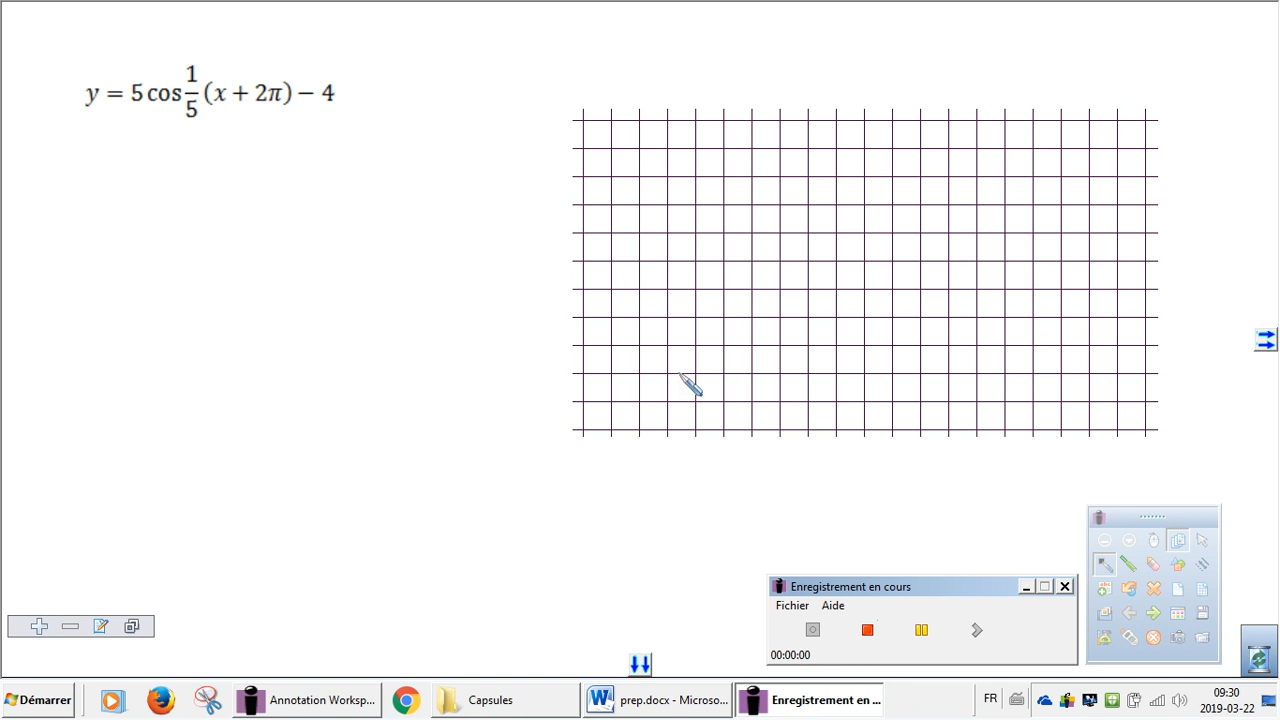 y = 5 cos 1/5 (x + 2π) − 4
Enregistrement en cours
Fichier Aide
00:00:00
Démarrer
Annotation Worksp...
Capsules
prep.docx - Microso...
Enregistrement en ...
FR
09:30
2019-03-22